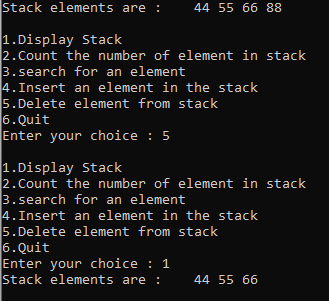 Stack elements are :    44 55 66 88
1.Display Stack
2.Count the number of element in stack
3.search for an element
4.Insert an element in the stack
5.Delete element from stack
6.Quit
Enter your choice : 5
1.Display Stack
2.Count the number of element in stack
3.search for an element
4.Insert an element in the stack
5.Delete element from stack
6.Quit
Enter your choice : 1
Stack elements are :    44 55 66